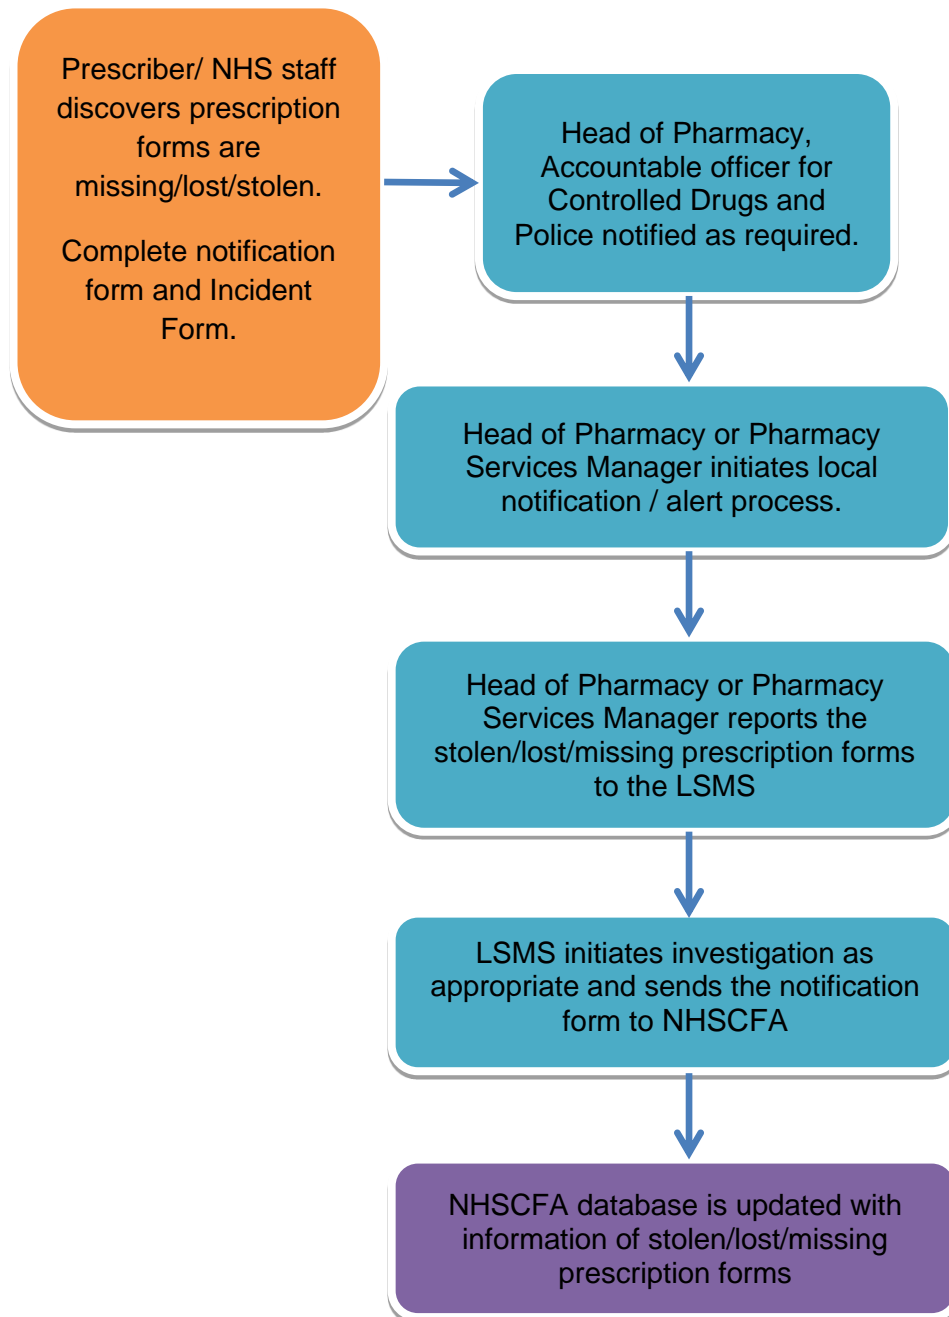 Prescriber/ NHS staff
discovers prescription
forms are
missing/lost/stolen.
Complete notification
form and Incident
Form.
Head of Pharmacy,
Accountable officer for
Controlled Drugs and
Police notified as required.
Head of Pharmacy or Pharmacy
Services Manager initiates local
notification / alert process.
Head of Pharmacy or Pharmacy
Services Manager reports the
stolen/lost/missing prescription forms
to the LSMS
LSMS initiates investigation as
appropriate and sends the notification
form to NHSCFA
NHSCFA database is updated with
information of stolen/lost/missing
prescription forms